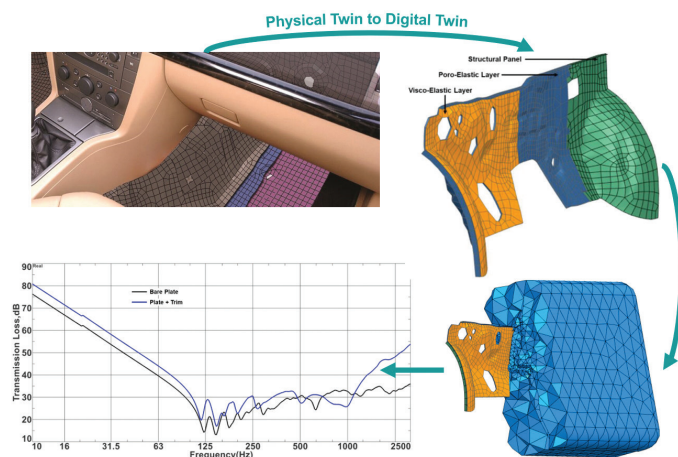 Physical Twin to Digital Twin
Structural Panel
Poro-Elastic Layer
Visco-Elastic Layer
90
80
70
60
50
40
30
20
10
Real
Transmission Loss,dB
Bare Plate
Plate + Trim
10
16
31.5
63
125
250
500
1000
2500
Frequency(Hz)